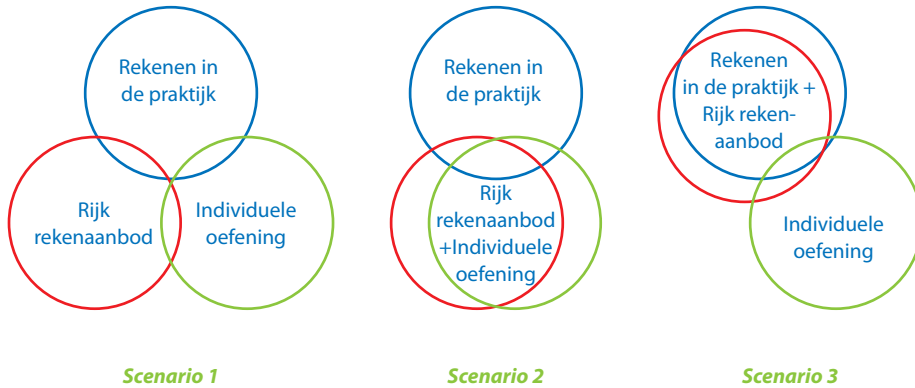 Rekenen in
de praktijk
Rijk
rekenaanbod
Individuele
oefening
Scenario 1
Rekenen in
de praktijk
Rijk
rekenaanbod
+Individuele
oefening
Scenario 2
Rekenen
in de praktijk +
Rijk reken-
aanbod
Individuele
oefening
Scenario 3